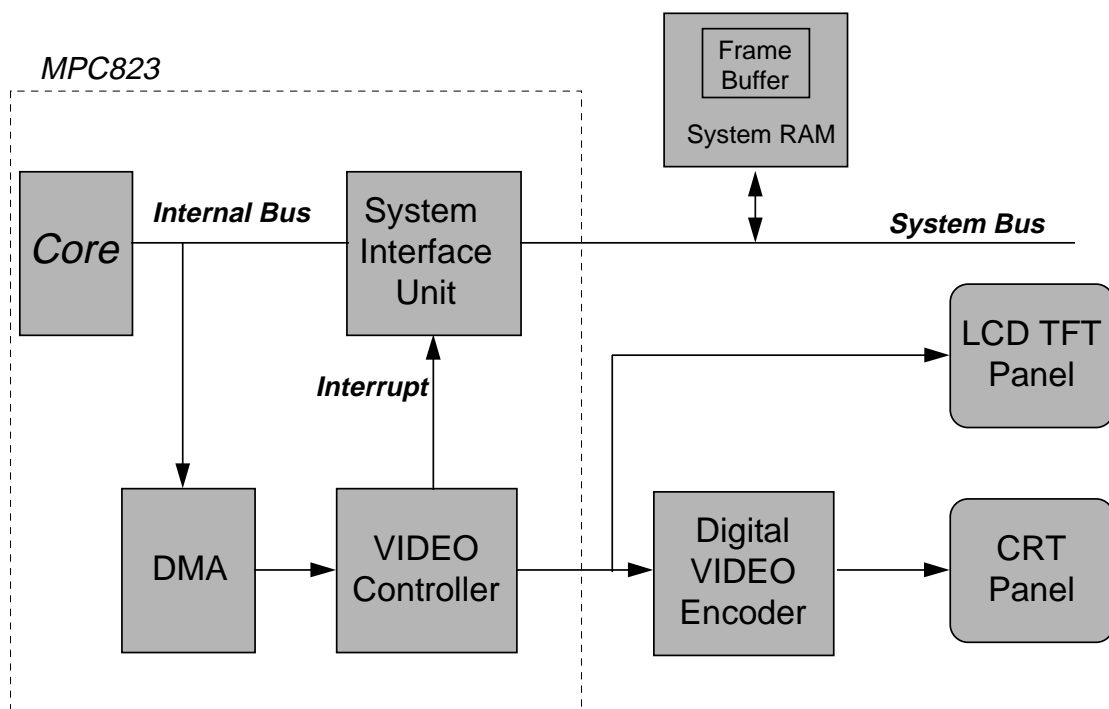 MPC823
Frame
Buffer
System RAM
Core
Internal Bus
System
Interface
Unit
System Bus
Interrupt
LCD TFT
Panel
DMA
VIDEO
Controller
Digital
VIDEO
Encoder
CRT
Panel